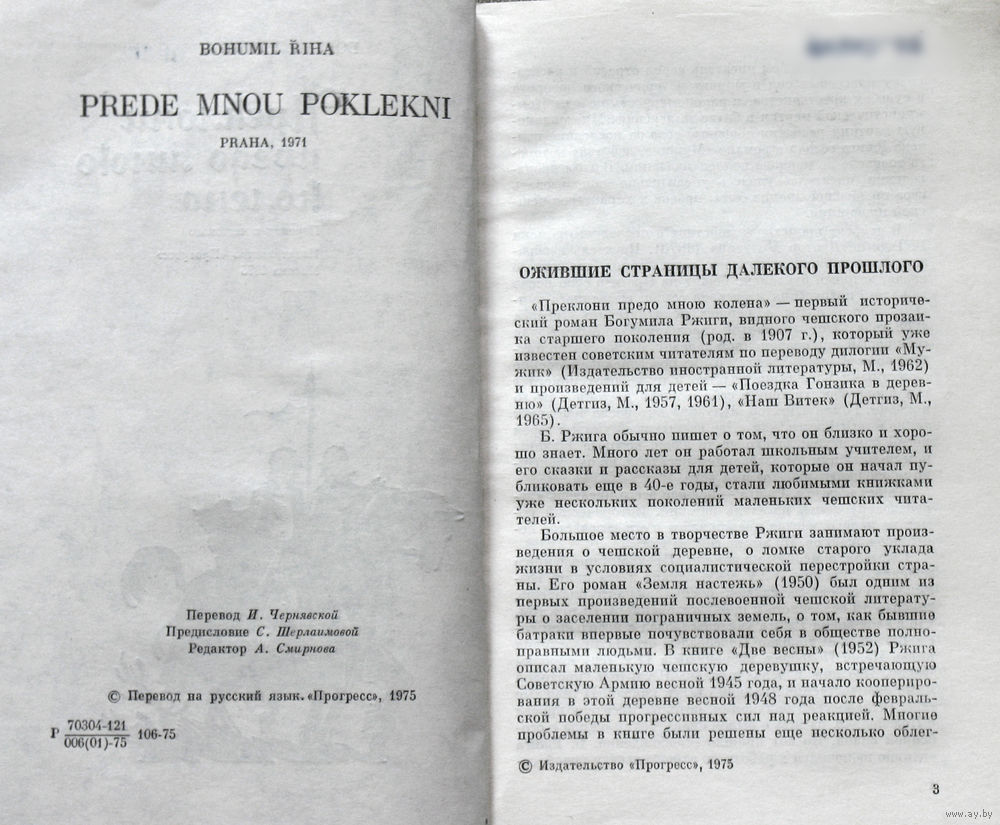 BOHUMIL ŘIHA
PREDE MNOU POKLEKNI
PRAHA, 1971
Перевод И. Чернявской
Предисловие С. Шерлаимовой
Редактор А. Смирнова
© Перевод на русский язык. «Прогресс», 1975
Р 70304-121
006(01)-75 106-75
ОЖИВШИЕ СТРАНИЦЫ ДАЛЕКОГО ПРОШЛОГО
«Преклони предо мною колена» — первый историче-
ский роман Богумила Ржиги, видного чешского прозаи-
ка старшего поколения (род. в 1907 г.), который уже
известен советским читателям по переводу дилогии «Му-
жик» (Издательство иностранной литературы, М., 1962)
и произведений для детей — «Поездка Гонзика в дерев-
ню» (Детгиз, М., 1957, 1961), «Наш Витек» (Детгиз, М.,
1965).
Б. Ржига обычно пишет о том, что он близко и хоро-
шо знает. Много лет он работал школьным учителем, и
его сказки и рассказы для детей, которые он начал пу-
бликовать еще в 40-е годы, стали любимыми книжками
уже нескольких поколений маленьких чешских чита-
телей.
Большое место в творчестве Ржиги занимают произ-
ведения о чешской деревне, о ломке старого уклада
жизни в условиях социалистической перестройки стра-
ны. Его роман «Земля настежь» (1950) был одним из
первых произведений послевоенной чешской литерату-
ры о заселении пограничных земель, о том, как бывшие
батраки впервые почувствовали себя в обществе полно-
правными людьми. В книге «Две весны» (1952) Ржига
описал маленькую чешскую деревушку, встречающую
Советскую Армию весной 1945 года, и начало кооперир-
ования в этой деревне весной 1948 года после февраль-
ской победы прогрессивных сил над реакцией. Многие
проблемы в книге были решены еще несколько облег-
© Издательство «Прогресс», 1975
3
www.ay.by